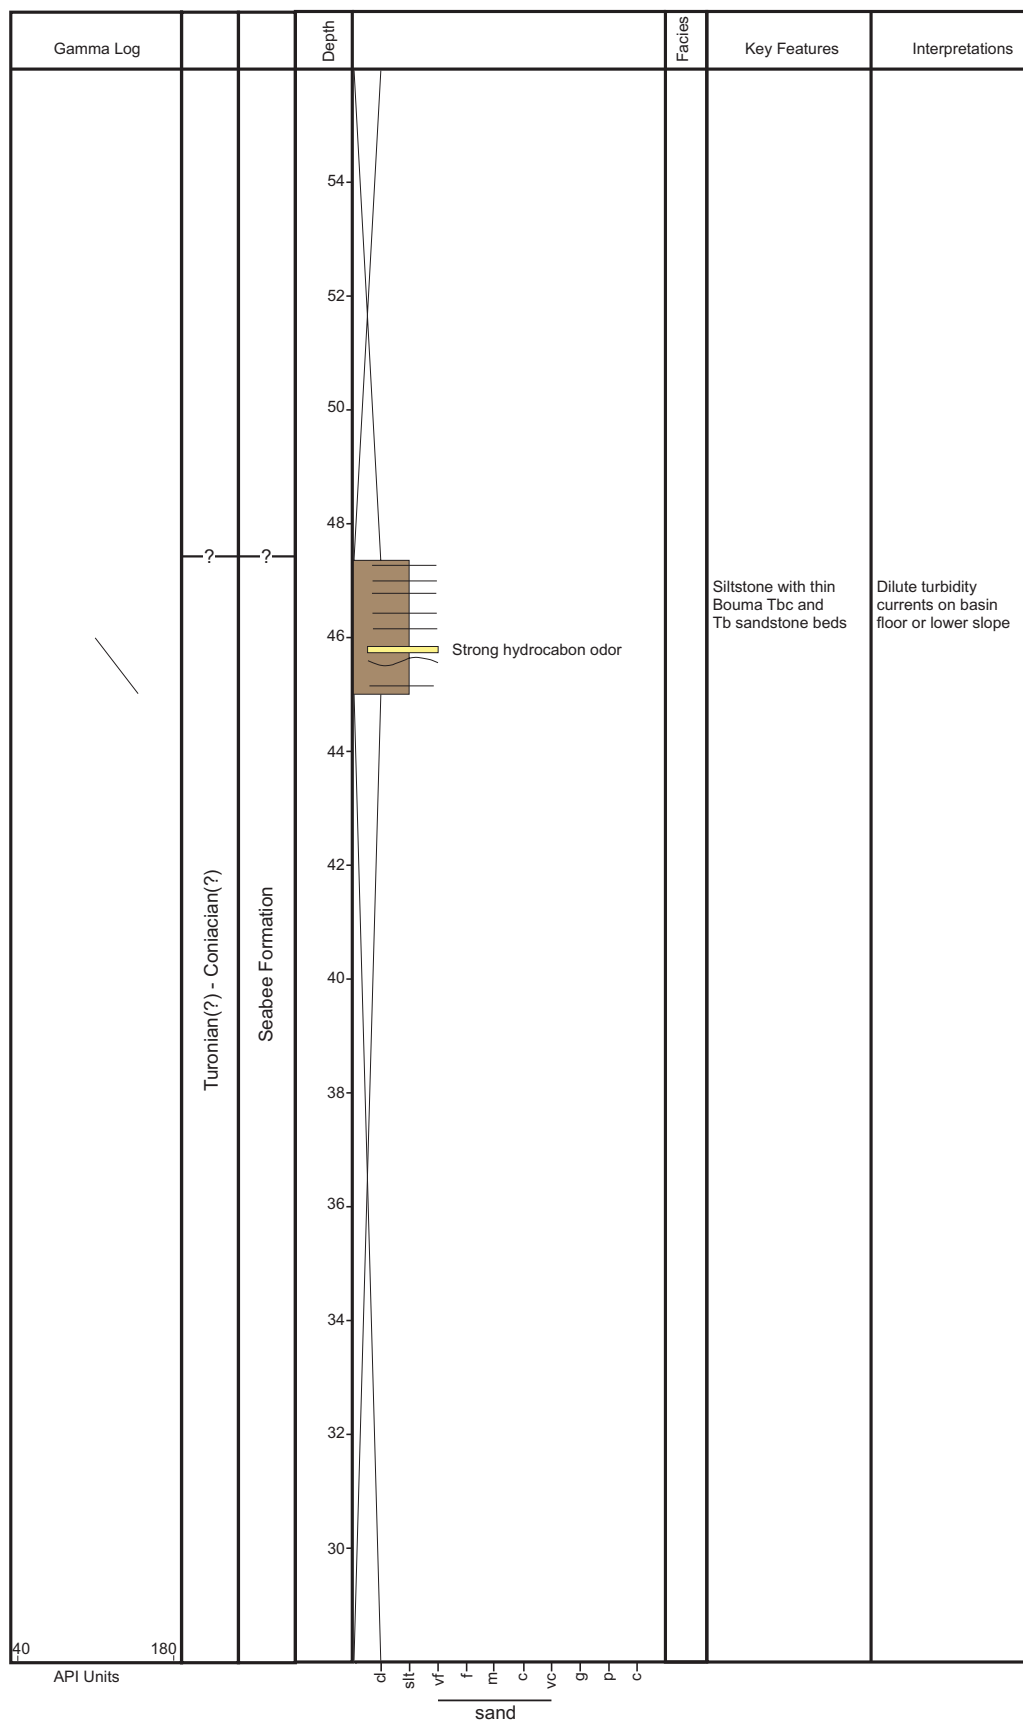 Gamma Log
Depth
Facies
Key Features
Interpretations
54
52
50
48
? ?
Siltstone with thin
Bouma Tbc and
Tb sandstone beds
Dilute turbidity
currents on basin
floor or lower slope
46
Strong hydrocabon odor
44
42
40
38
36
34
32
30
Turonian(?) - Coniacian(?)
Seabee Formation
40 180
API Units
cl slt vf f m c vc g p c
sand